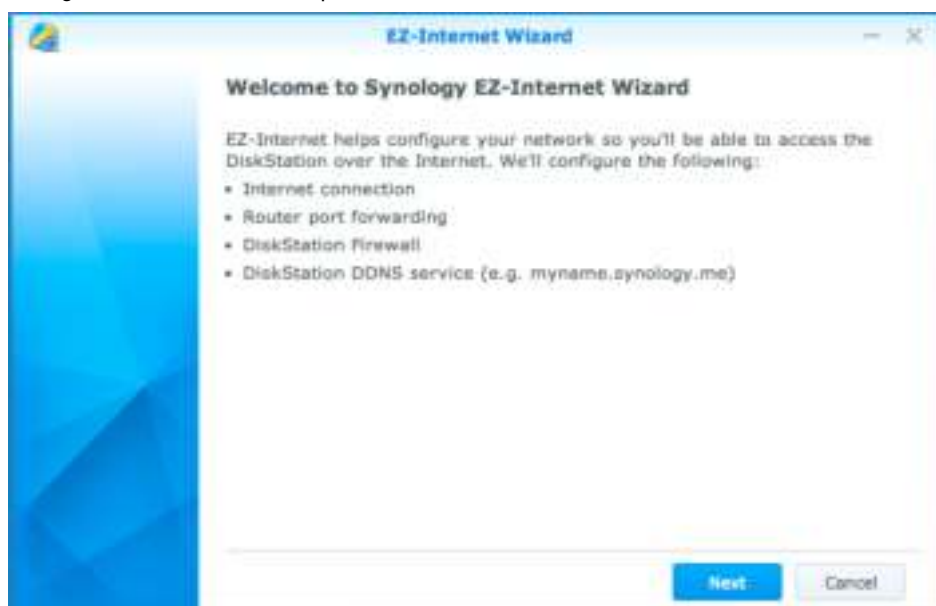 EZ-Internet Wizard
Welcome to Synology EZ-Internet Wizard
EZ-Internet helps configure your network so you'll be able to access the
DiskStation over the Internet. We'll configure the following:
• Internet connection
• Router port forwarding
• DiskStation Firewall
• DiskStation DDNS service (e.g. myname.synology.me)
Next Cancel